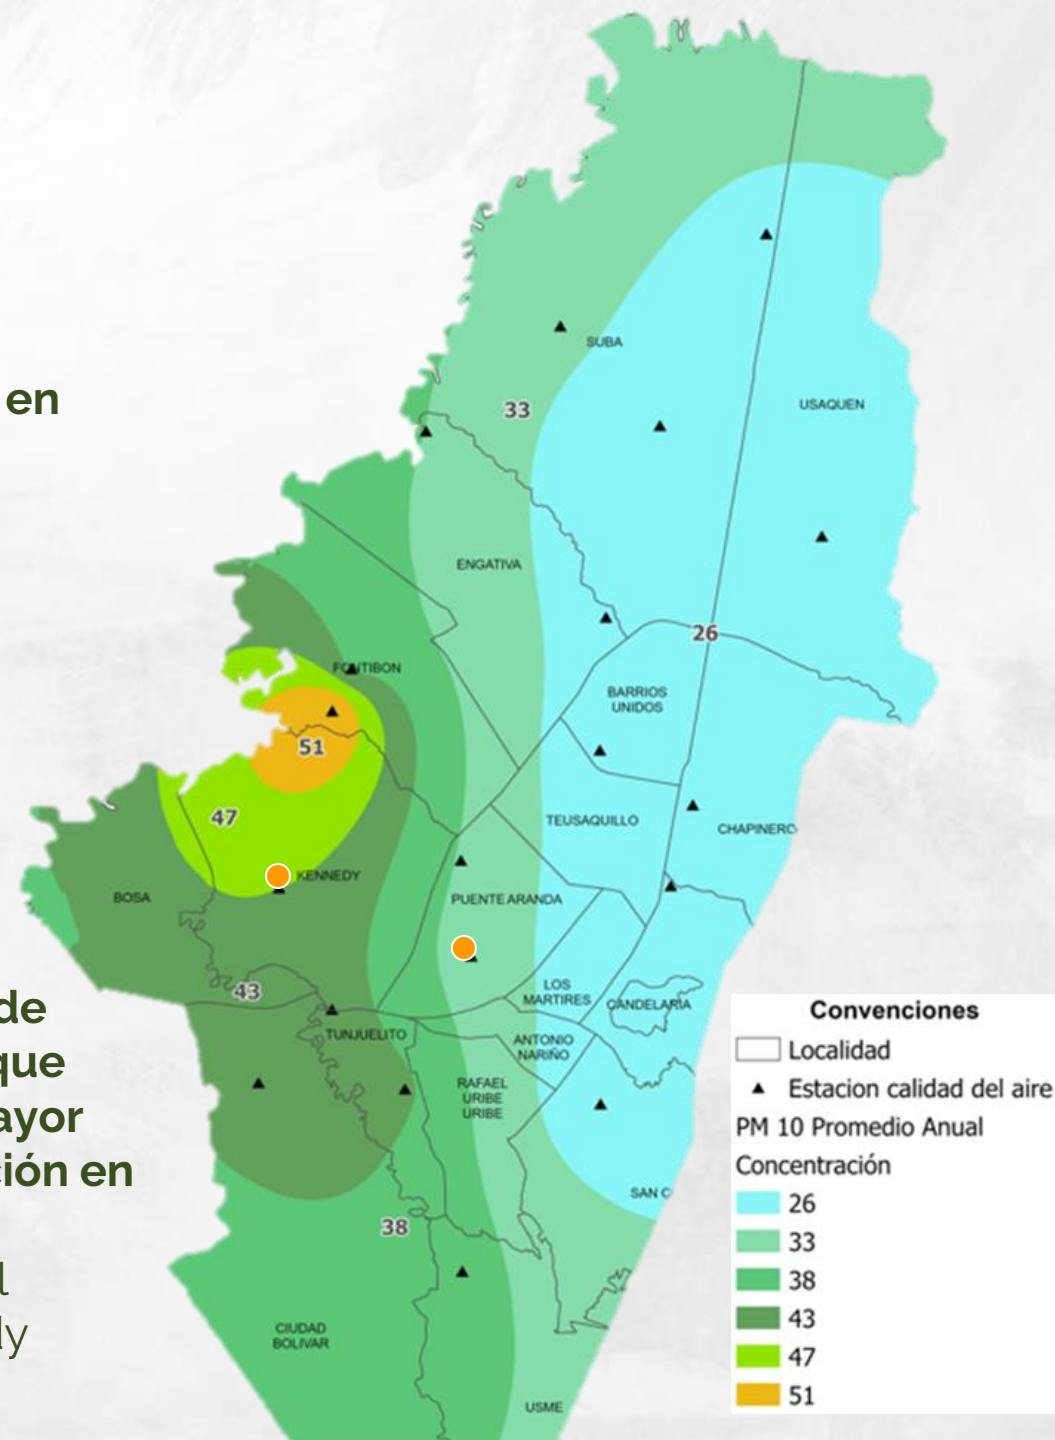 en
de
que
ayor
ción en
l
dy
SUBA
33
USAQUEN
ENGATIVA
26
FONTIBON
BARRIOS
UNIDOS
51
47
TEUSAQUILLO
CHAPINERO
KENNEDY
BOSA
PUENTE ARANDA
43
LOS
MARTIRES
CANDELARIA
TUNJUELITO
ANTONIO
NARIÑO
RAFAEL
URIBE
URIBE
SAN C
38
CIUDAD
BOLIVAR
USME
Convenciones
Localidad
Estacion calidad del aire
PM 10 Promedio Anual
Concentración
26
33
38
43
47
51